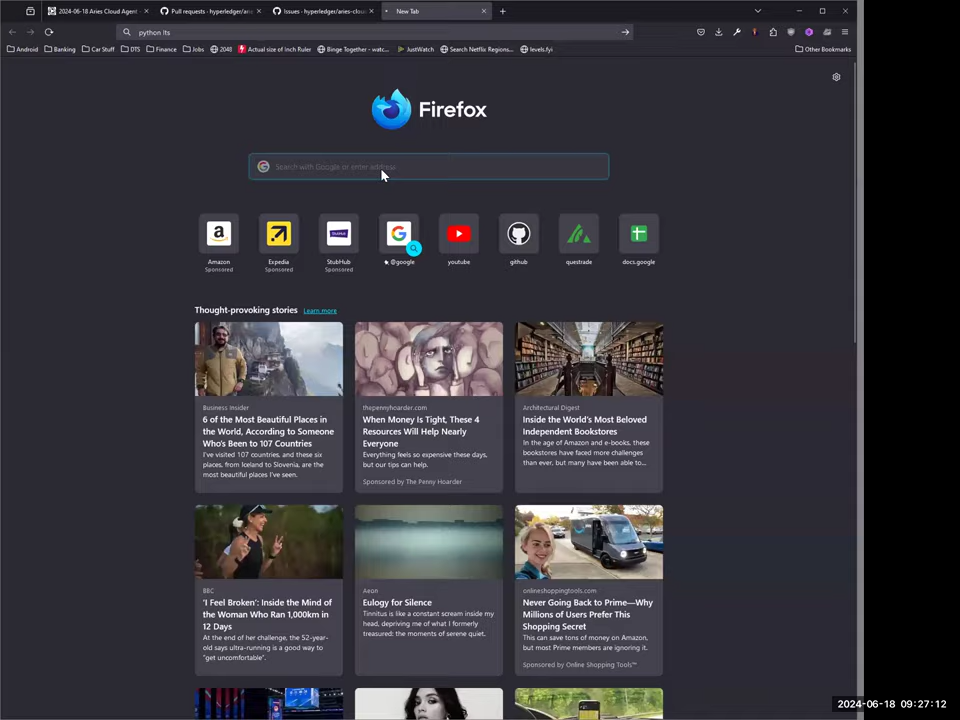 2024-06-18 Aries Cloud Agent -
Pull requests · hyperledger/aries-
Issues · hyperledger/aries-clou
New Tab
python lts
Android
Banking
Car Stuff
DTS
Finance
Jobs
2048
Actual size of Inch Ruler
Binge Together - watc...
JustWatch
Search Netflix Regions...
levels.fyi
Other Bookmarks
Firefox
Search with Google or enter address
Amazon
Sponsored
Expedia
Sponsored
StubHub
Sponsored
@google
youtube
github
questrade
docs.google
Thought-provoking stories Learn more
Business Insider
6 of the Most Beautiful Places in
the World, According to Someone
Who's Been to 107 Countries
I've visited 107 countries, and these six
places, from Iceland to Slovenia, are the
most beautiful places I've seen.
thepennyhoarder.com
When Money Is Tight, These 4
Resources Will Help Nearly
Everyone
Everything feels so expensive these days,
but our tips can help.
Sponsored by The Penny Hoarder
Architectural Digest
Inside the World's Most Beloved
Independent Bookstores
In the age of Amazon and e-books, these
bookstores have faced more challenges
than ever, but many have been able to...
BBC
'I Feel Broken': Inside the Mind of
the Woman Who Ran 1,000km in
12 Days
At the end of her challenge, the 52-year-
old says ultra-running is a good way to
"get uncomfortable".
Aeon
Eulogy for Silence
Tinnitus is like a constant scream inside my
head, depriving me of what I formerly
treasured: the moments of serene quiet.
onlineshoppingtools.com
Never Going Back to Prime—Why
Millions of Users Prefer This
Shopping Secret
This can save tons of money on Amazon,
but most Prime members are ignoring it.
Sponsored by Online Shopping Tools™
2024-06-18 09:27:12